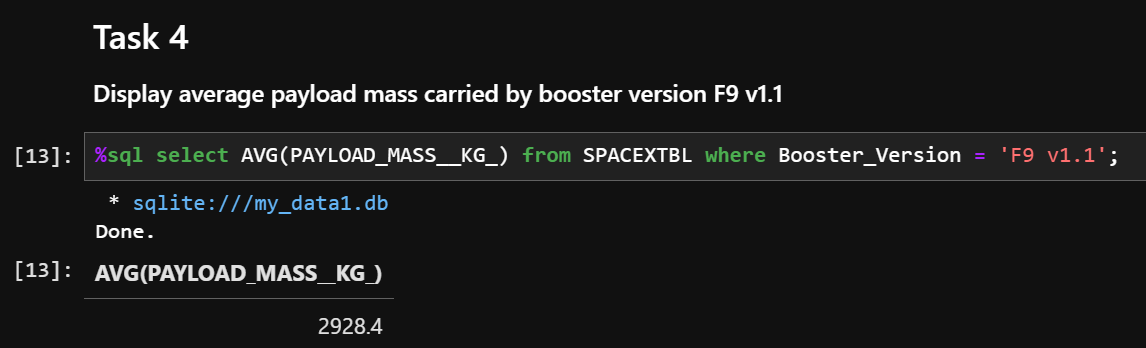 Task 4
Display average payload mass carried by booster version F9 v1.1
[13]: %sql select AVG(PAYLOAD_MASS__KG_) from SPACEXTBL where Booster_Version = 'F9 v1.1';
* sqlite:///my_data1.db
Done.
[13]: AVG(PAYLOAD_MASS__KG_)
2928.4